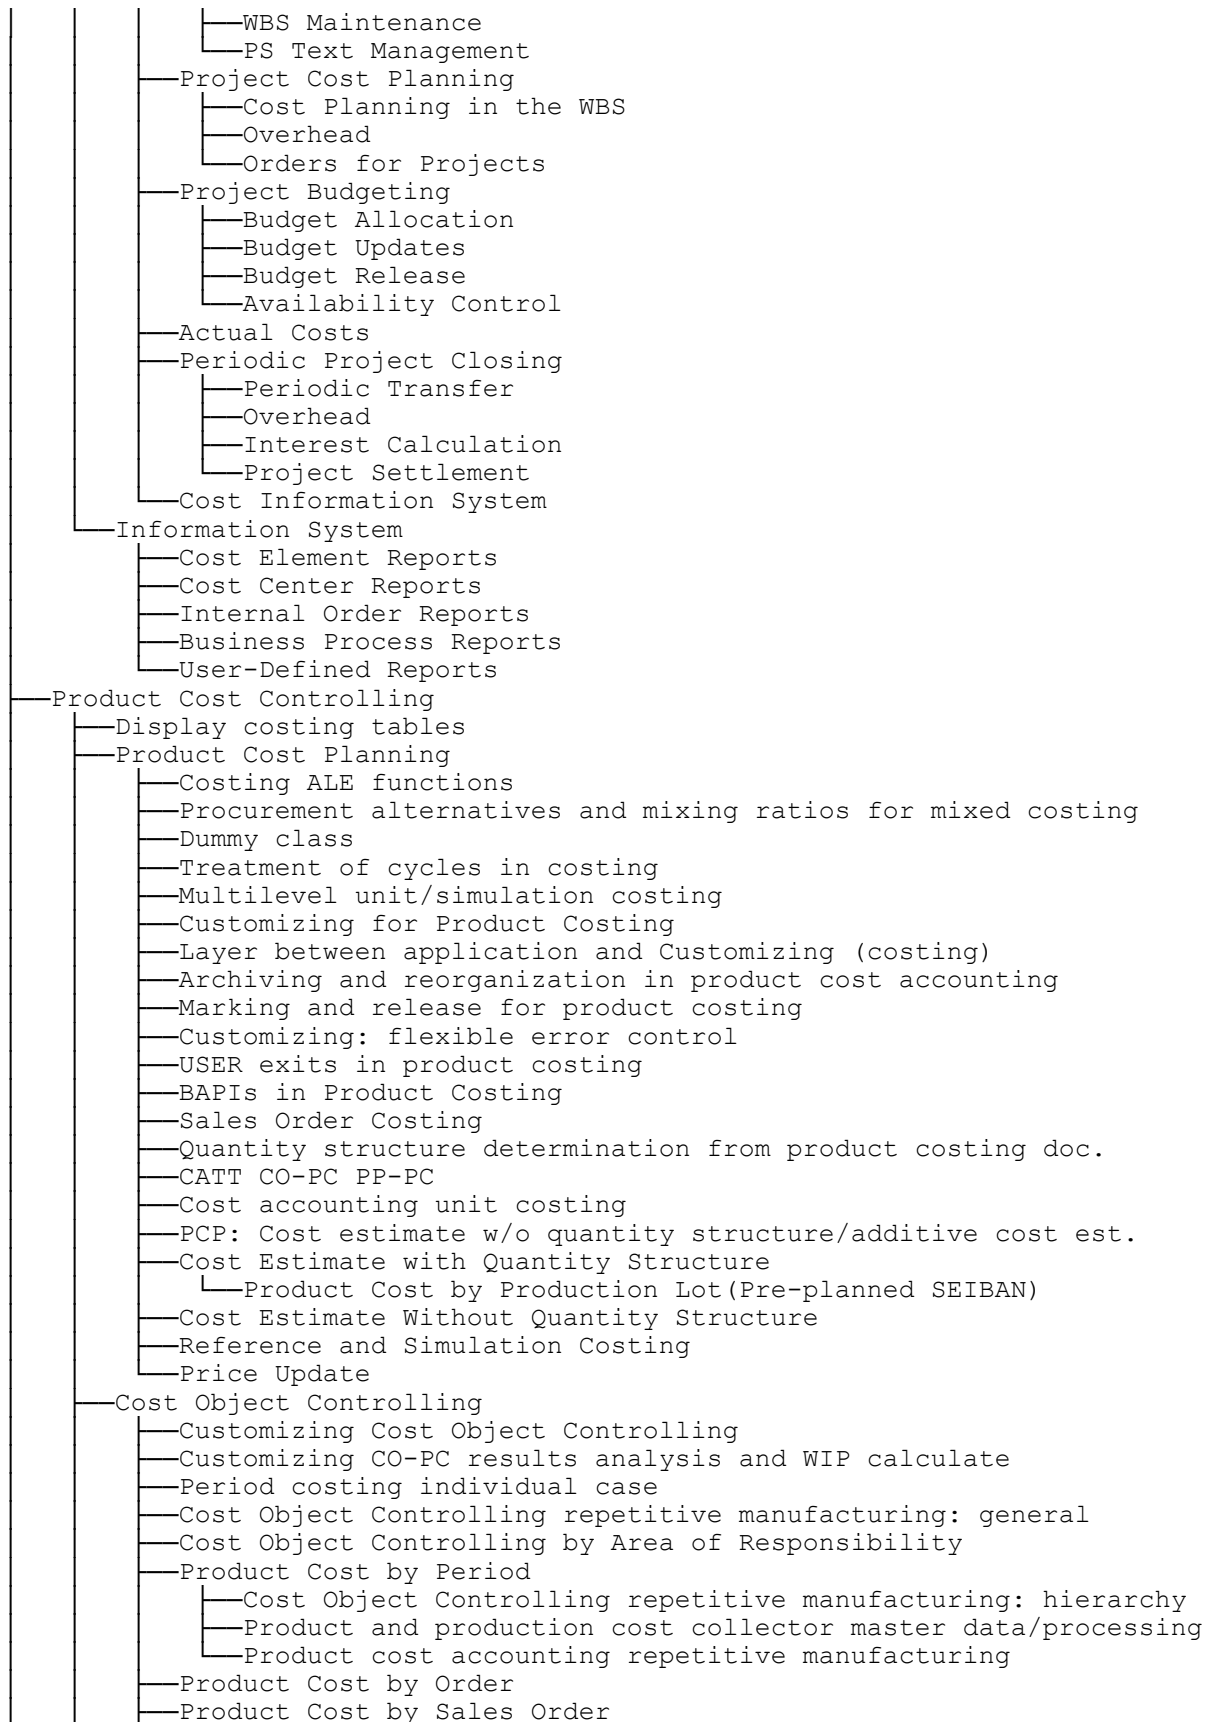 │   │   │   ├──WBS Maintenance
│   │   │   └──PS Text Management
│   │   ├──Project Cost Planning
│   │   │   ├──Cost Planning in the WBS
│   │   │   ├──Overhead
│   │   │   └──Orders for Projects
│   │   ├──Project Budgeting
│   │   │   ├──Budget Allocation
│   │   │   ├──Budget Updates
│   │   │   ├──Budget Release
│   │   │   └──Availability Control
│   │   ├──Actual Costs
│   │   ├──Periodic Project Closing
│   │   │   ├──Periodic Transfer
│   │   │   ├──Overhead
│   │   │   ├──Interest Calculation
│   │   │   └──Project Settlement
│   │   └──Cost Information System
│   └──Information System
│       ├──Cost Element Reports
│       ├──Cost Center Reports
│       ├──Internal Order Reports
│       ├──Business Process Reports
│       └──User-Defined Reports
├──Product Cost Controlling
│   ├──Display costing tables
│   ├──Product Cost Planning
│   │   ├──Costing ALE functions
│   │   ├──Procurement alternatives and mixing ratios for mixed costing
│   │   ├──Dummy class
│   │   ├──Treatment of cycles in costing
│   │   ├──Multilevel unit/simulation costing
│   │   ├──Customizing for Product Costing
│   │   ├──Layer between application and Customizing (costing)
│   │   ├──Archiving and reorganization in product cost accounting
│   │   ├──Marking and release for product costing
│   │   ├──Customizing: flexible error control
│   │   ├──USER exits in product costing
│   │   ├──BAPIs in Product Costing
│   │   ├──Sales Order Costing
│   │   ├──Quantity structure determination from product costing doc.
│   │   ├──CATT CO-PC PP-PC
│   │   ├──Cost accounting unit costing
│   │   ├──PCP: Cost estimate w/o quantity structure/additive cost est.
│   │   ├──Cost Estimate with Quantity Structure
│   │   │   └──Product Cost by Production Lot(Pre-planned SEIBAN)
│   │   ├──Cost Estimate Without Quantity Structure
│   │   ├──Reference and Simulation Costing
│   │   └──Price Update
│   ├──Cost Object Controlling
│   │   ├──Customizing Cost Object Controlling
│   │   ├──Customizing CO-PC results analysis and WIP calculate
│   │   ├──Period costing individual case
│   │   ├──Cost Object Controlling repetitive manufacturing: general
│   │   ├──Cost Object Controlling by Area of Responsibility
│   │   ├──Product Cost by Period
│   │   │   ├──Cost Object Controlling repetitive manufacturing: hierarchy
│   │   │   ├──Product and production cost collector master data/processing
│   │   │   └──Product cost accounting repetitive manufacturing
│   │   ├──Product Cost by Order
│   │   ├──Product Cost by Sales Order